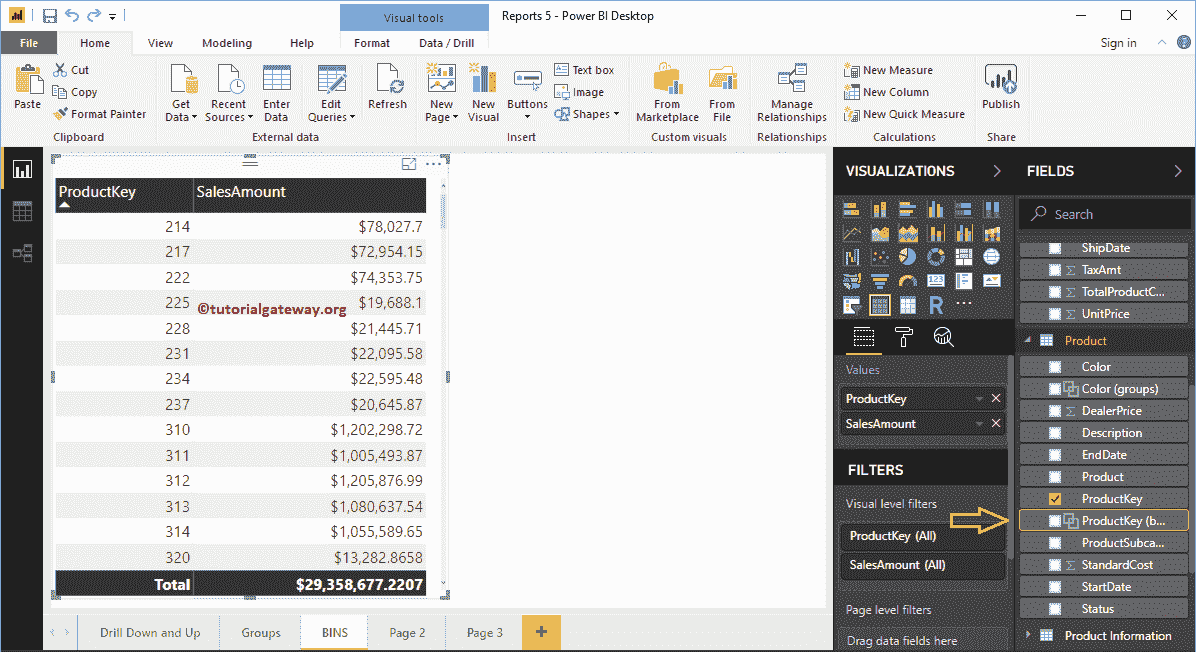 Visual tools
Reports 5 - Power BI Desktop
File Home View Modeling Help Format Data / Drill Sign in
Paste
Cut
Copy
Format Painter
Clipboard
Get Data
Recent Sources
Enter Data
Edit Queries
External data
Refresh
New Page
New Visual
Buttons
Text box
Image
Shapes
Insert
From Marketplace
From File
Custom visuals
Manage Relationships
Relationships
New Measure
New Column
New Quick Measure
Calculations
Publish
Share
ProductKey SalesAmount
214 $78,027.7
217 $72,954.15
222 $74,353.75
225 $19,688.1
©tutorialgateway.org
228 $21,445.71
231 $22,095.58
234 $22,595.48
237 $20,645.87
310 $1,202,298.72
311 $1,005,493.87
312 $1,205,876.99
313 $1,080,637.54
314 $1,055,589.65
320 $13,282.8658
Total $29,358,677.2207
VISUALIZATIONS
123
R
Values
ProductKey
SalesAmount
FILTERS
Visual level filters
ProductKey (All)
SalesAmount (All)
Page level filters
Drag data fields here
FIELDS
Search
ShipDate
TaxAmt
TotalProductC...
UnitPrice
Product
Color
Color (groups)
DealerPrice
Description
EndDate
Product
ProductKey
ProductKey (b...
ProductSubca...
StandardCost
StartDate
Status
Product Information
Drill Down and Up Groups BINS Page 2 Page 3 +